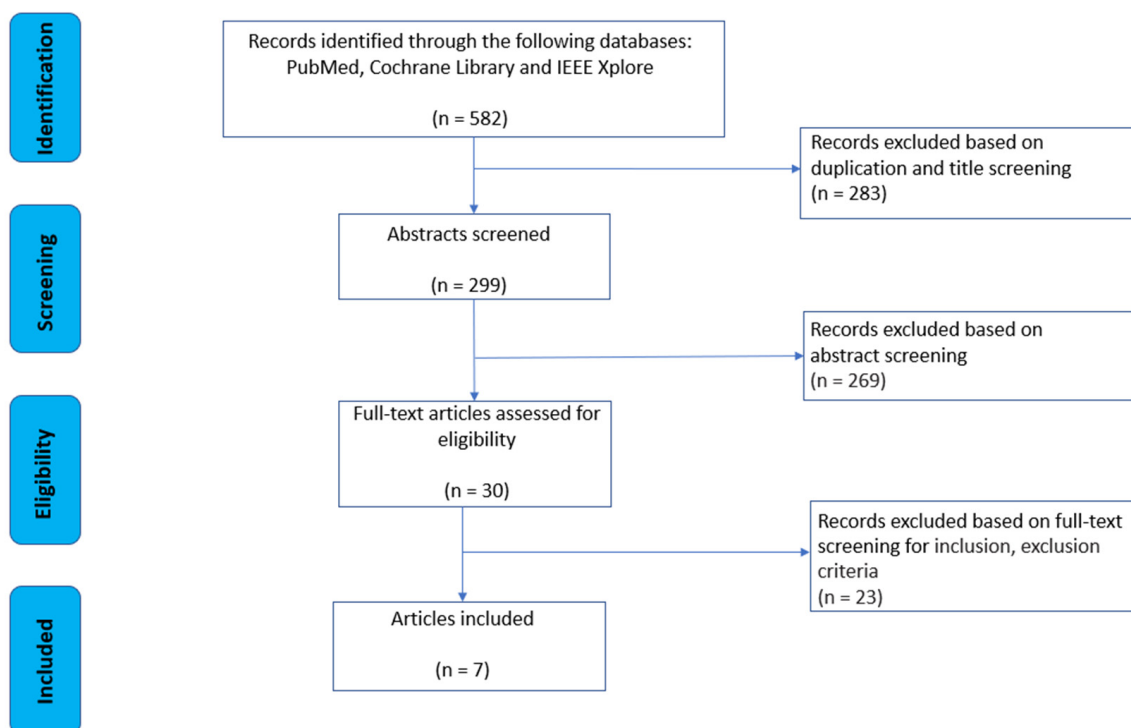 Identification
Records identified through the following databases:
PubMed, Cochrane Library and IEEE Xplore
(n = 582)
Records excluded based on
duplication and title screening
(n = 283)
Screening
Abstracts screened
(n = 299)
Records excluded based on
abstract screening
(n = 269)
Eligibility
Full-text articles assessed for
eligibility
(n = 30)
Records excluded based on full-text
screening for inclusion, exclusion
criteria
(n = 23)
Included
Articles included
(n = 7)